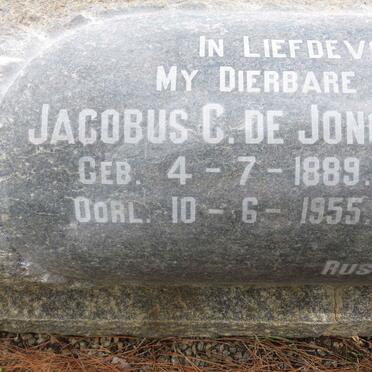 IN LIEFDEV
MY DIERBARE
JACOBUS C. DE JON
GEB. 4 - 7 - 1889.
OORL. 10 - 6 - 1955.
RUS